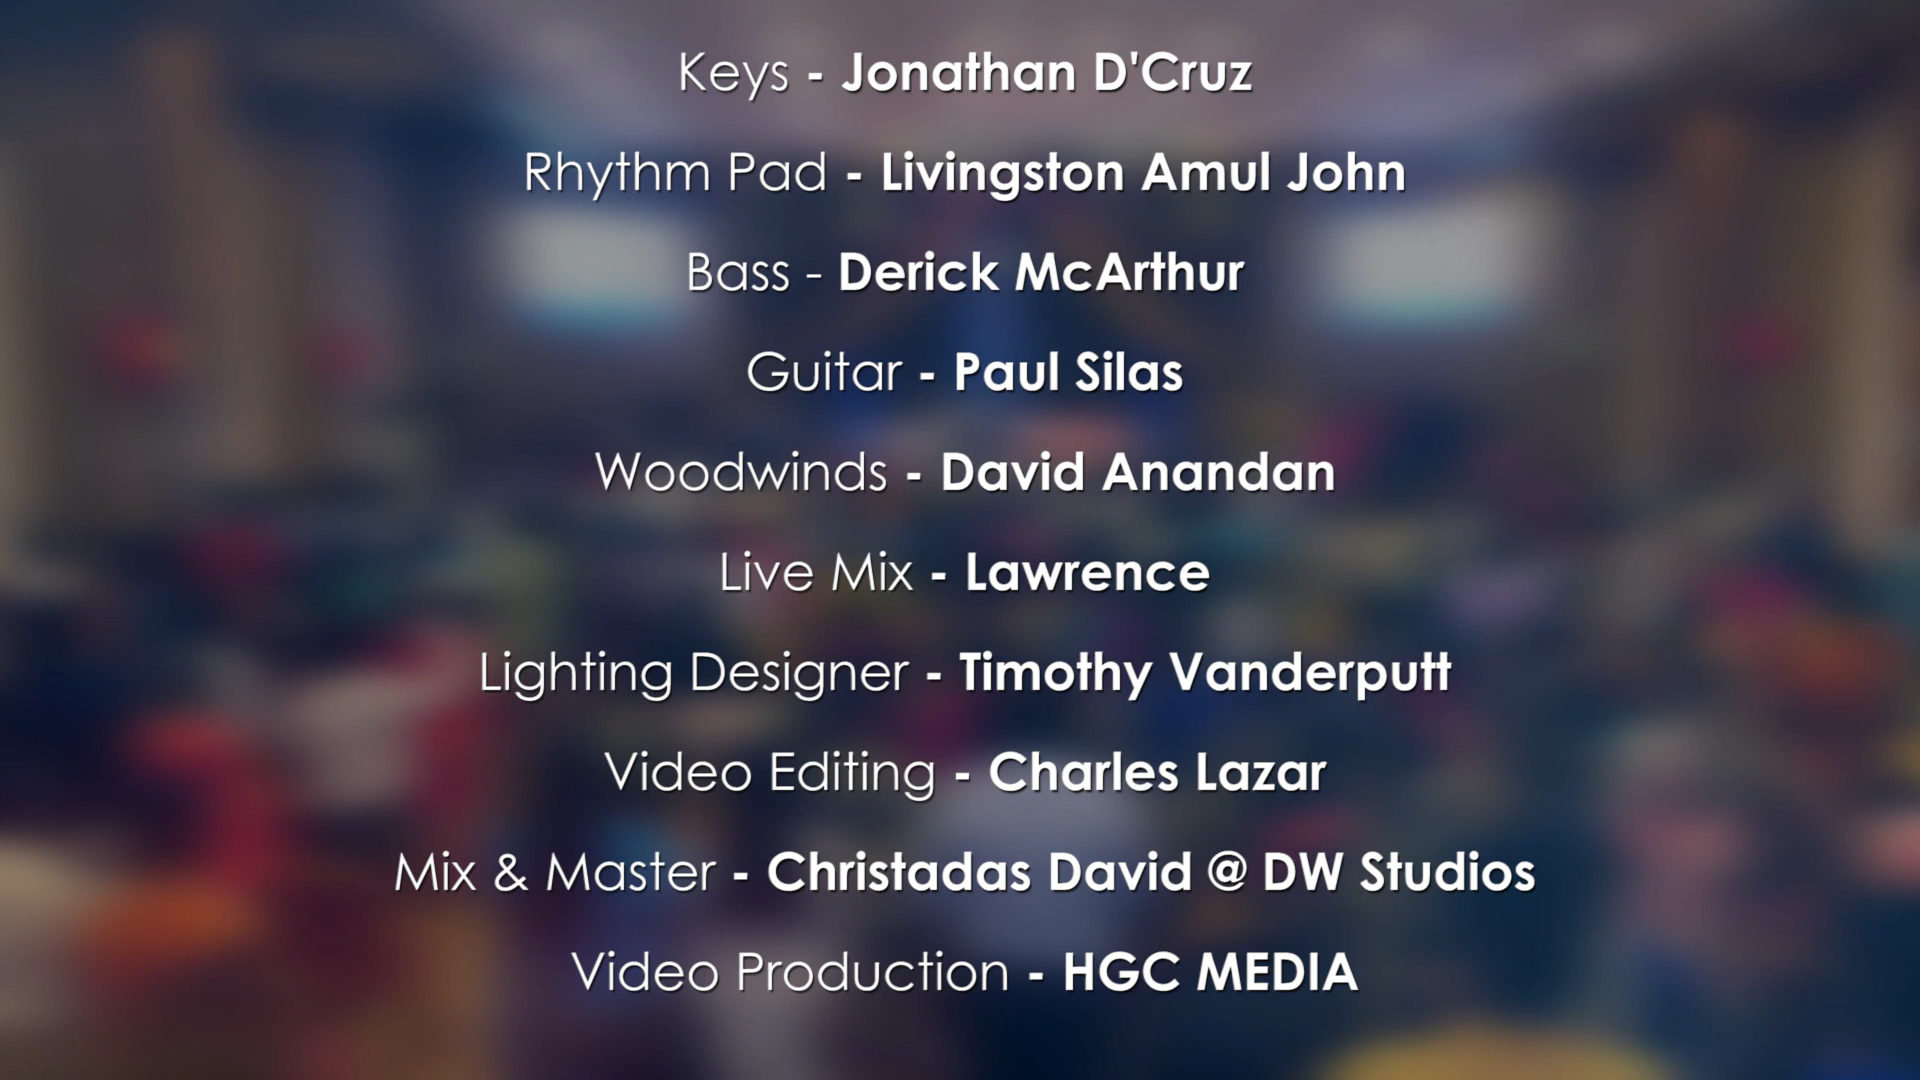 Keys - Jonathan D'Cruz
Rhythm Pad - Livingston Amul John
Bass - Derick McArthur
Guitar - Paul Silas
Woodwinds - David Anandan
Live Mix - Lawrence
Lighting Designer - Timothy Vanderputt
Video Editing - Charles Lazar
Mix & Master - Christadas David @ DW Studios
Video Production - HGC MEDIA